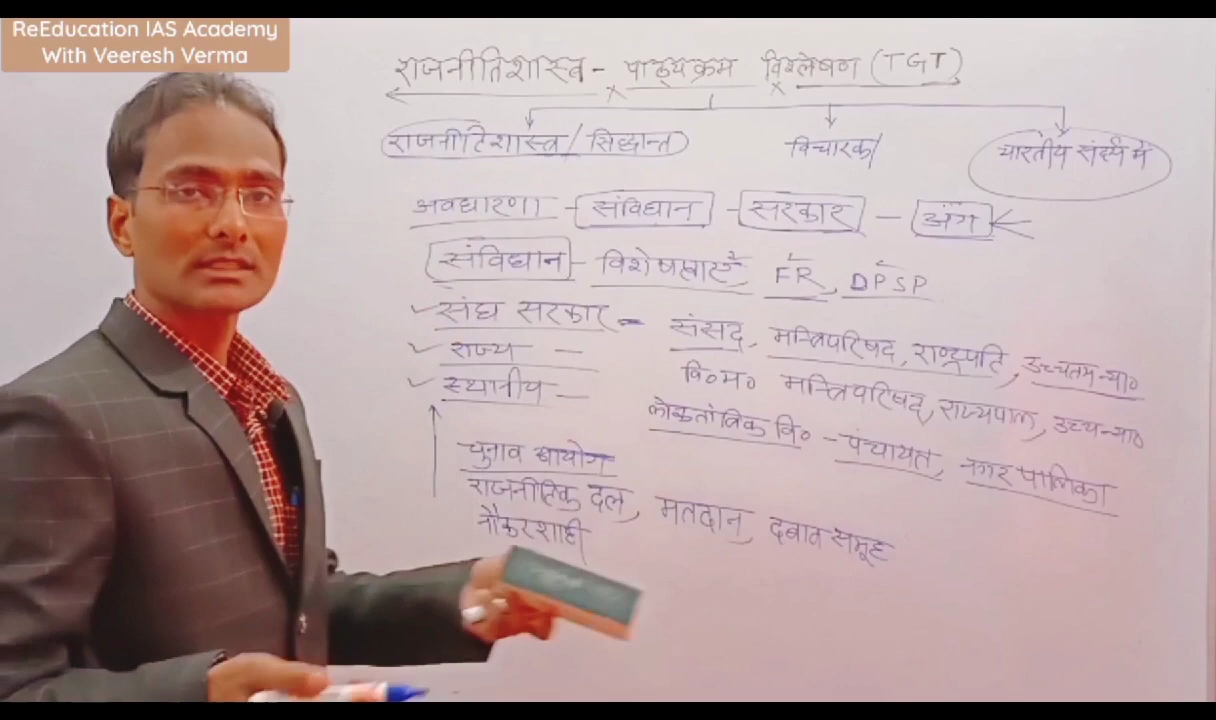 ReEducation IAS Academy
With Veeresh Verma
राजनीतिशास्त्र - पाठ्यक्रम विश्लेषण (TGT)
राजनीतिशास्त्र / सिद्धान्त विचारक भारतीय संदर्भ में
अवधारणा - संविधान - सरकार - अंग
संविधान - विशेषताएँ, FR, DPSP
संघ सरकार - संसद, मन्त्रिपरिषद, राष्ट्रपति, उच्चतम न्या०
राज्य - वि०म० मन्त्रिपरिषद, राज्यपाल, उच्च न्या०
स्थानीय - लोकतांत्रिक वि० - पंचायत, नगरपालिका
चुनाव आयोग
राजनीतिक दल, मतदान, दबाव समूह
नौकरशाही